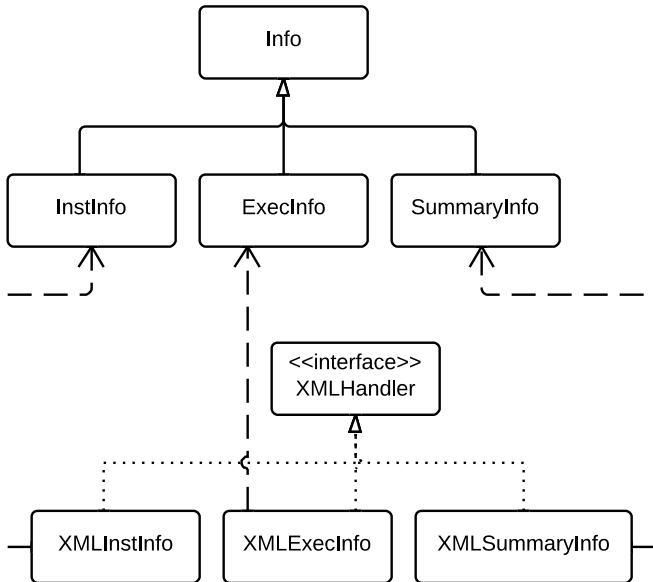 Info
InstInfo
ExecInfo
SummaryInfo
<<interface>>
XMLHandler
XMLInstInfo
XMLExecInfo
XMLSummaryInfo